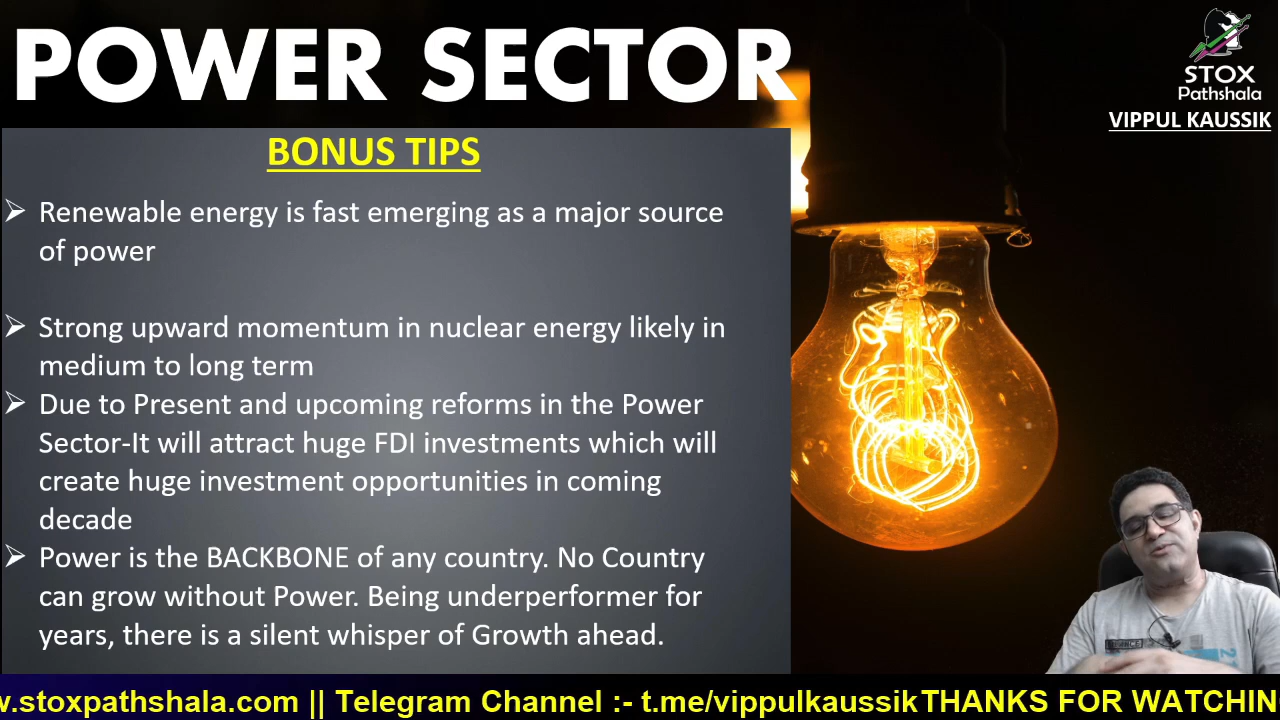 POWER SECTOR
STOX
Pathshala
VIPPUL KAUSSIK
BONUS TIPS
Renewable energy is fast emerging as a major source
of power
Strong upward momentum in nuclear energy likely in
medium to long term
Due to Present and upcoming reforms in the Power
Sector-It will attract huge FDI investments which will
create huge investment opportunities in coming
decade
Power is the BACKBONE of any country. No Country
can grow without Power. Being underperformer for
years, there is a silent whisper of Growth ahead.
w.stoxpathshala.com || Telegram Channel :- t.me/vippulkaussik THANKS FOR WATCHIN